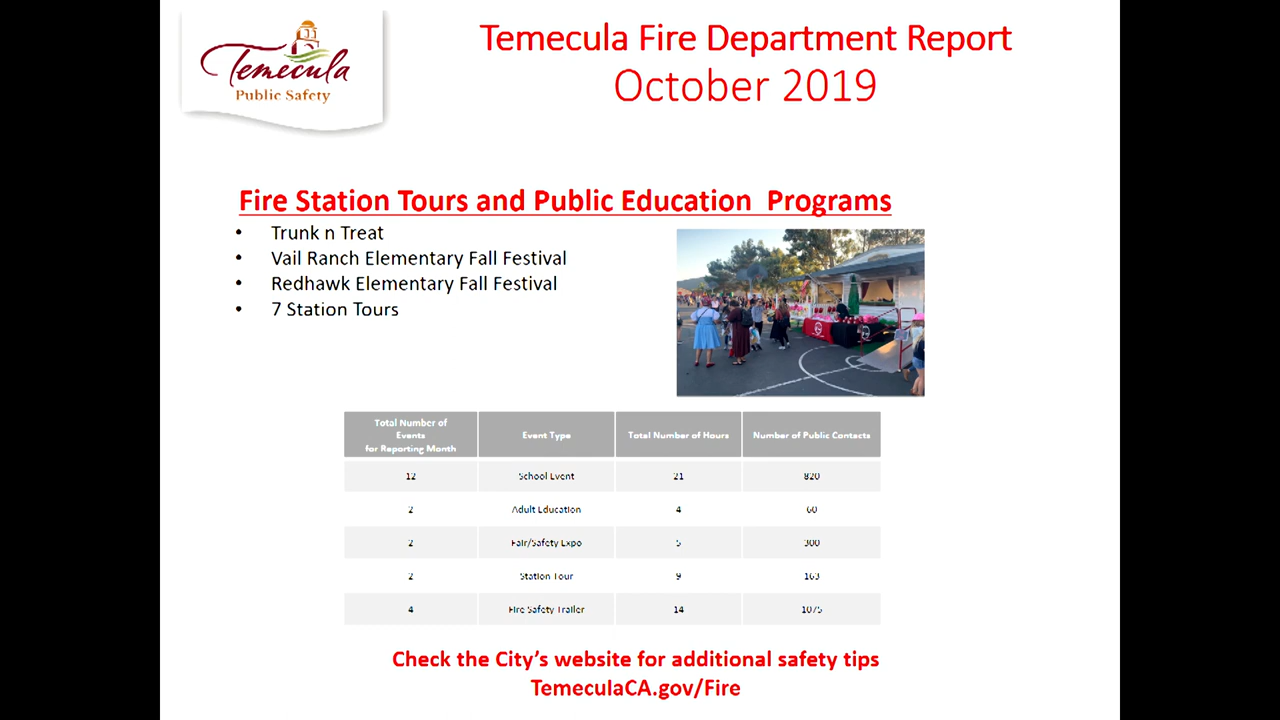 Temecula
Public Safety
Temecula Fire Department Report
October 2019
Fire Station Tours and Public Education Programs
• Trunk n Treat
• Vail Ranch Elementary Fall Festival
• Redhawk Elementary Fall Festival
• 7 Station Tours
Total Number of
Events
for Reporting Month
Event Type
Total Number of Hours
Number of Public Contacts
12 School Event 21 820
2 Adult Education 4 60
2 Fair/Safety Expo 5 300
2 Station Tour 9 163
4 Fire Safety Trailer 14 1075
Check the City's website for additional safety tips
TemeculaCA.gov/Fire